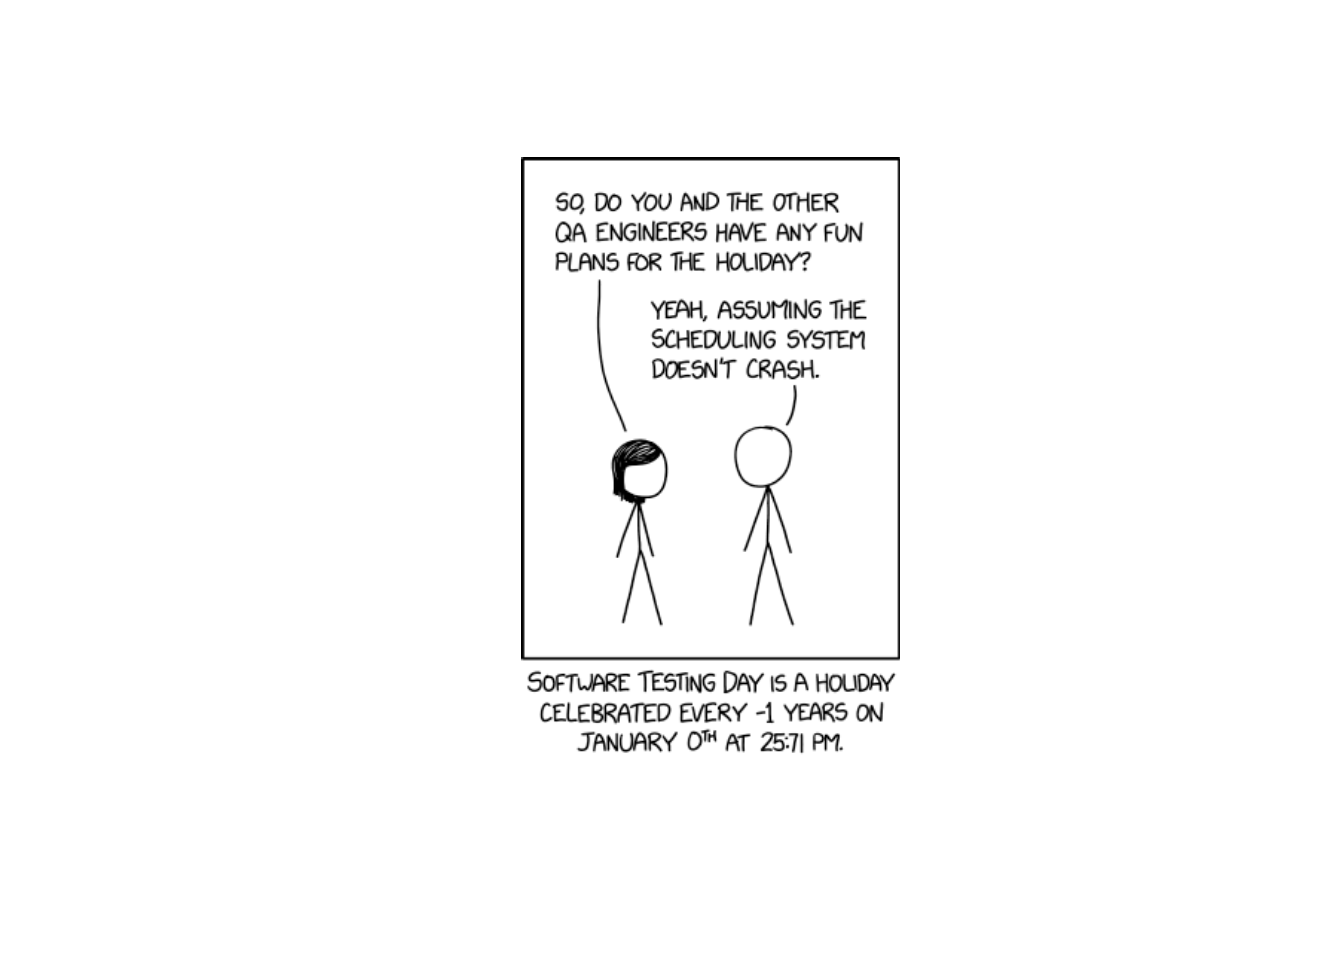 SO, DO YOU AND THE OTHER
QA ENGINEERS HAVE ANY FUN
PLANS FOR THE HOLIDAY?
YEAH, ASSUMING THE
SCHEDULING SYSTEM
DOESN'T CRASH.
SOFTWARE TESTING DAY IS A HOLIDAY
CELEBRATED EVERY -1 YEARS ON
JANUARY 0TH AT 25:71 PM.